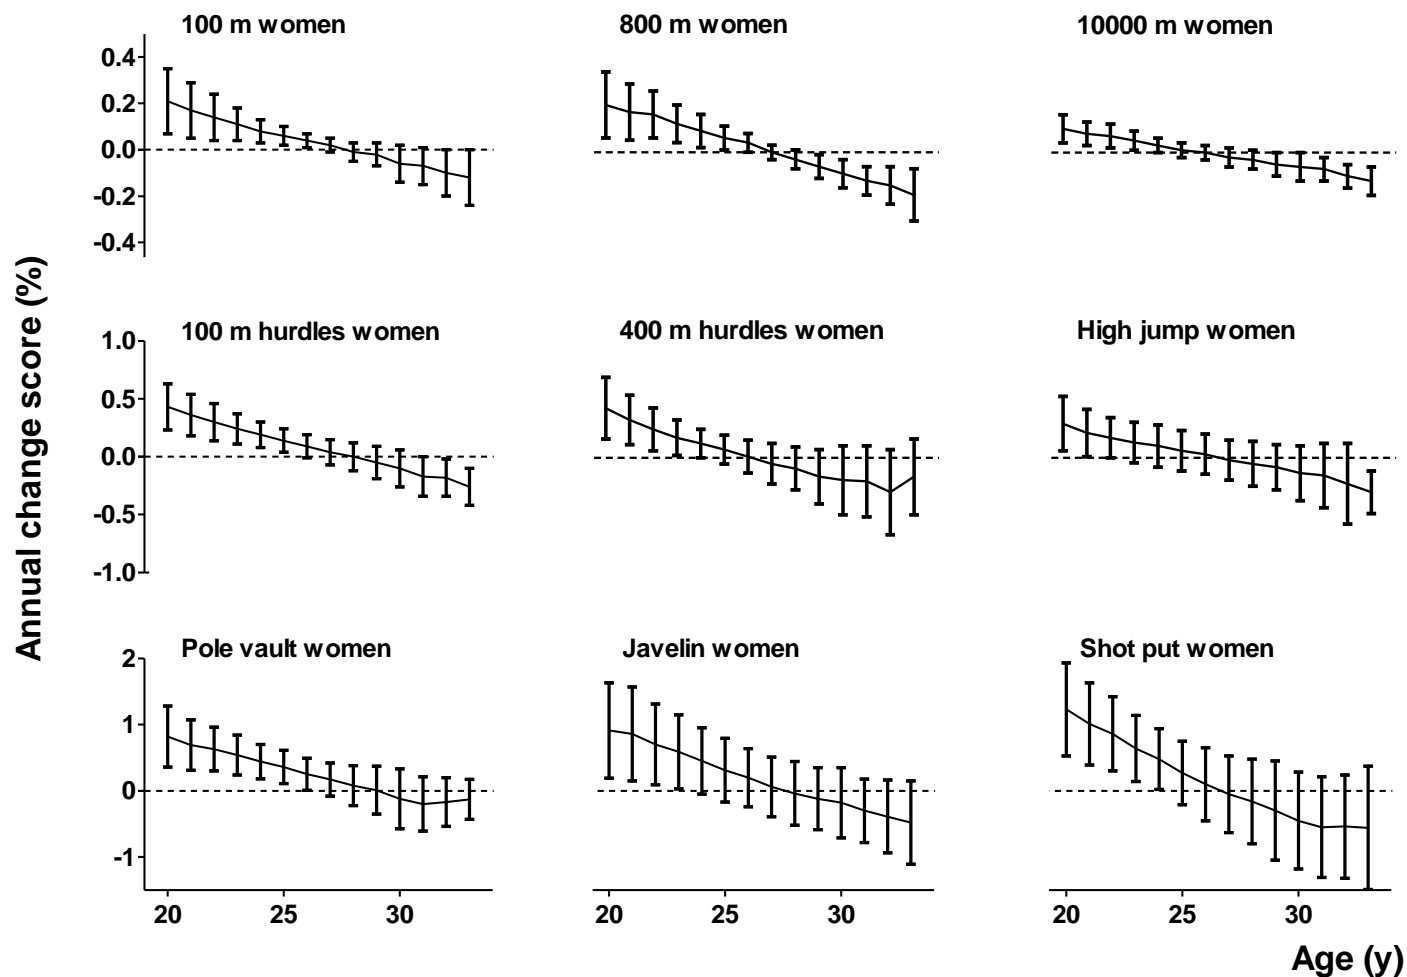 100 m women
800 m women
10000 m women
0.4
0.2
0.0
-0.2
-0.4
Annual change score (%)
100 m hurdles women
400 m hurdles women
High jump women
1.0
0.5
0.0
-0.5
-1.0
Pole vault women
Javelin women
Shot put women
2
1
0
-1
20 25 30
20 25 30
20 25 30
Age (y)